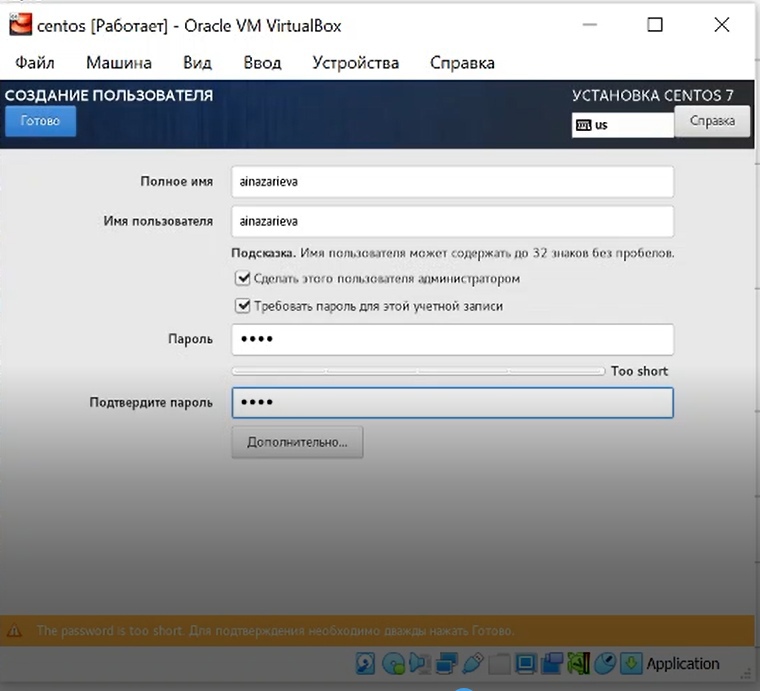 centos [Работает] - Oracle VM VirtualBox
Файл Машина Вид Ввод Устройства Справка
СОЗДАНИЕ ПОЛЬЗОВАТЕЛЯ УСТАНОВКА CENTOS 7
Готово us Справка
Полное имя ainazarieva
Имя пользователя ainazarieva
Подсказка. Имя пользователя может содержать до 32 знаков без пробелов.
Сделать этого пользователя администратором
Требовать пароль для этой учетной записи
Пароль ••••
Too short
Подтвердите пароль ••••
Дополнительно...
The password is too short. Для подтверждения необходимо дважды нажать Готово.
Application